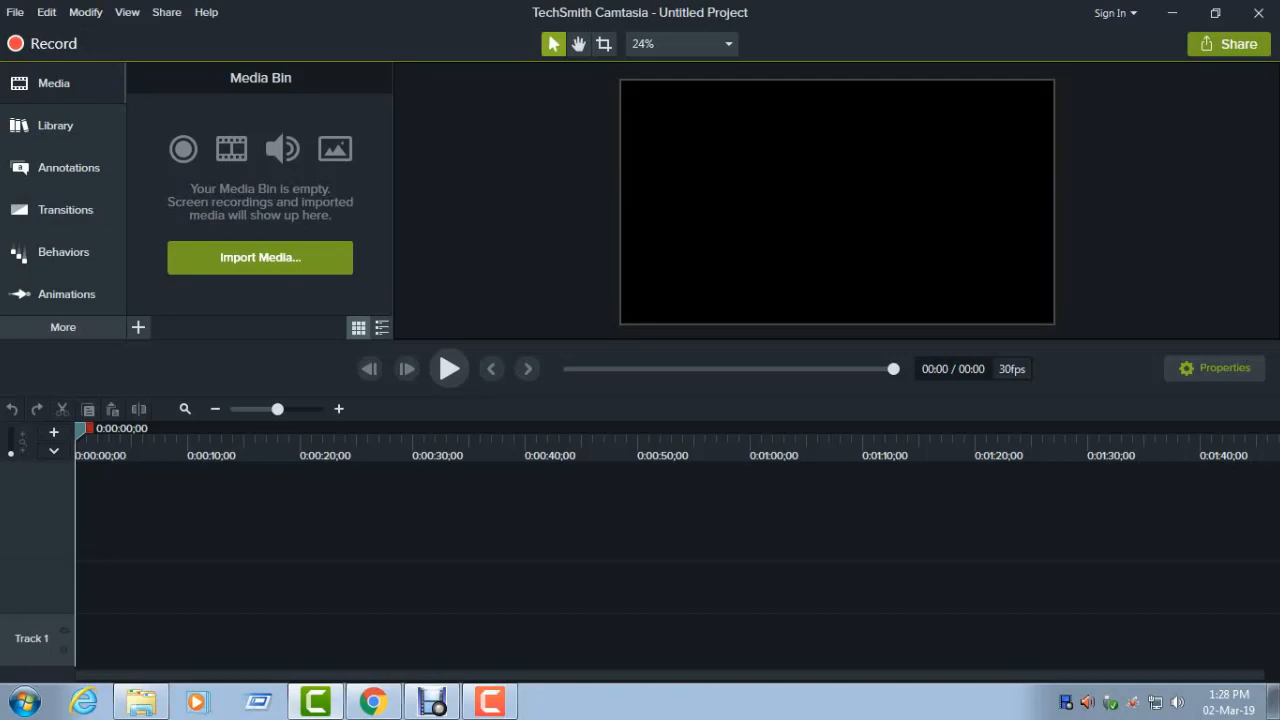 File Edit Modify View Share Help
TechSmith Camtasia - Untitled Project
Sign In
Record
24%
Share
Media
Library
Annotations
Transitions
Behaviors
Animations
More
Media Bin
Your Media Bin is empty.
Screen recordings and imported
media will show up here.
Import Media...
00:00 / 00:00
30fps
Properties
0:00:00;00
0:00:00;00 0:00:10;00 0:00:20;00 0:00:30;00 0:00:40;00 0:00:50;00 0:01:00;00 0:01:10;00 0:01:20;00 0:01:30;00 0:01:40;00
Track 1
1:28 PM
02-Mar-19